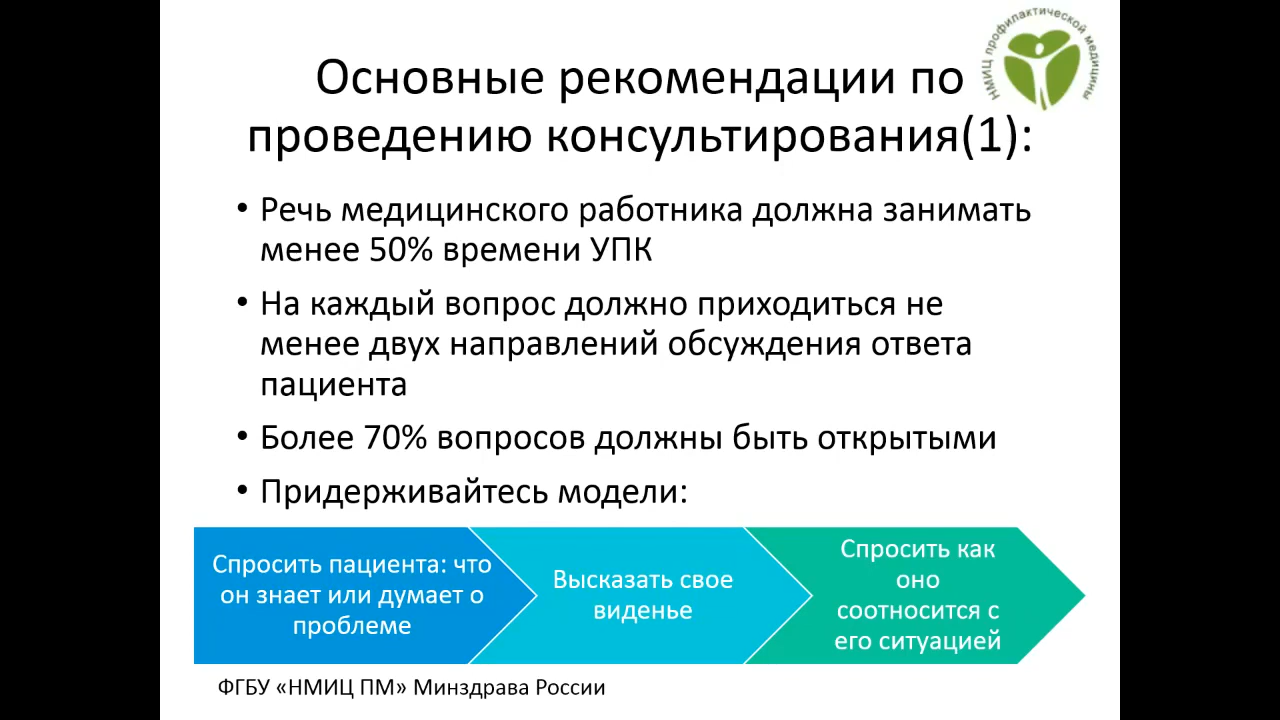 НМИЦ профилактической медицины
Основные рекомендации по
проведению консультирования(1):
• Речь медицинского работника должна занимать
менее 50% времени УПК
• На каждый вопрос должно приходиться не
менее двух направлений обсуждения ответа
пациента
• Более 70% вопросов должны быть открытыми
• Придерживайтесь модели:
Спросить пациента: что
он знает или думает о
проблеме
Высказать свое
виденье
Спросить как
оно
соотносится с
его ситуацией
ФГБУ «НМИЦ ПМ» Минздрава России